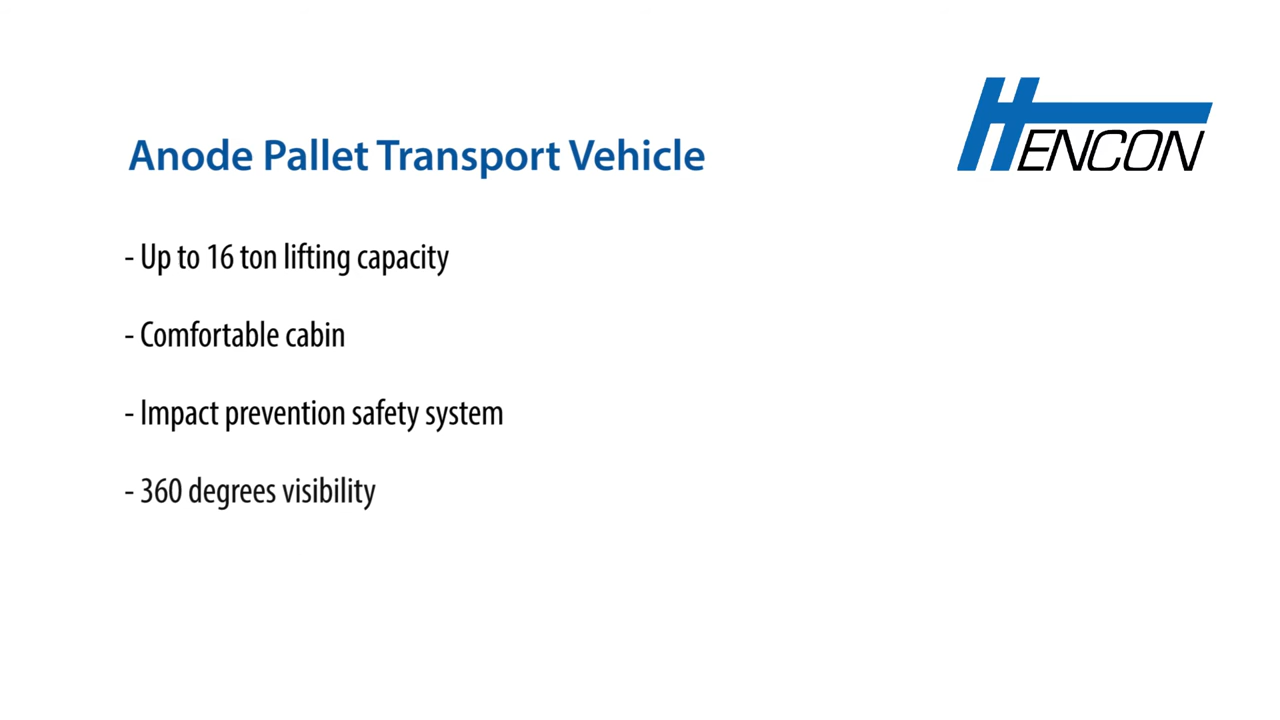 HENCON
Anode Pallet Transport Vehicle
- Up to 16 ton lifting capacity
- Comfortable cabin
- Impact prevention safety system
- 360 degrees visibility